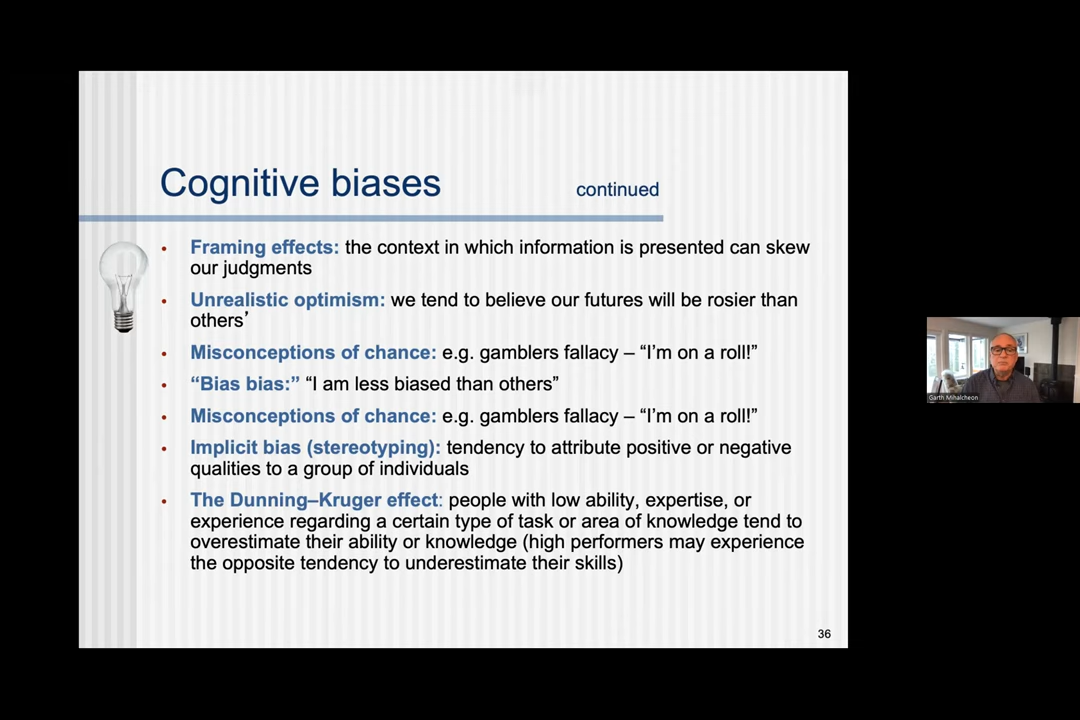 Cognitive biases continued
• Framing effects: the context in which information is presented can skew
our judgments
• Unrealistic optimism: we tend to believe our futures will be rosier than
others’
• Misconceptions of chance: e.g. gamblers fallacy – “I’m on a roll!”
• “Bias bias:” “I am less biased than others”
• Misconceptions of chance: e.g. gamblers fallacy – “I’m on a roll!”
• Implicit bias (stereotyping): tendency to attribute positive or negative
qualities to a group of individuals
• The Dunning–Kruger effect: people with low ability, expertise, or
experience regarding a certain type of task or area of knowledge tend to
overestimate their ability or knowledge (high performers may experience
the opposite tendency to underestimate their skills)
36
Garth Mihalcheon